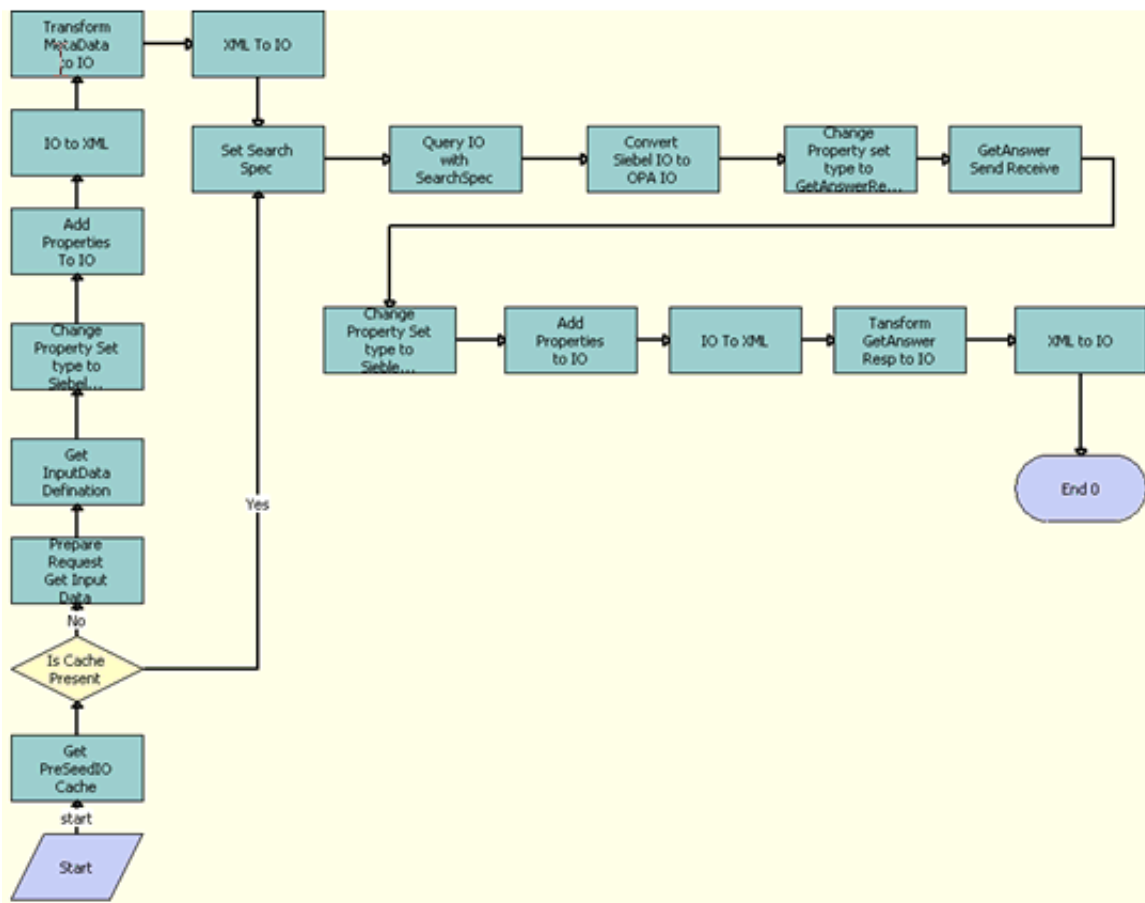 Transform
MetaData
to IO
XML To IO
IO to XML
Set Search
Spec
Query IO
with
SearchSpec
Convert
Siebel IO to
OPA IO
Change
Property set
type to
GetAnswerRe...
GetAnswer
Send Receive
Add
Properties
To IO
Change
Property Set
type to
Siebel...
Change
Property Set
type to
Sieble...
Add
Properties
to IO
IO To XML
Tansform
GetAnswer
Resp to IO
XML to IO
Get
InputData
Defination
Yes
End 0
Prepare
Request
Get Input
Data
No
Is Cache
Present
Get
PreSeedIO
Cache
start
Start